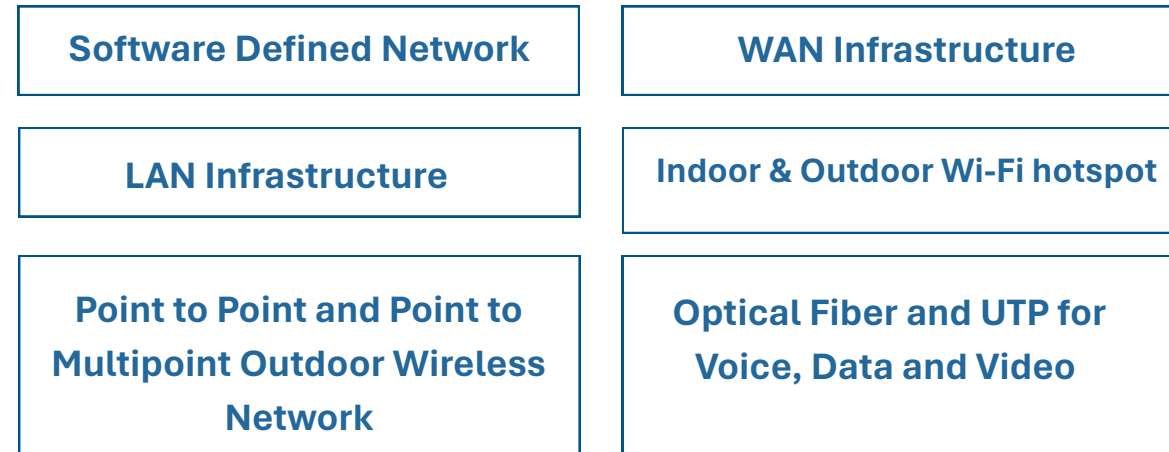 Software Defined Network
WAN Infrastructure
LAN Infrastructure
Indoor & Outdoor Wi-Fi hotspot
Point to Point and Point to
Multipoint Outdoor Wireless
Network
Optical Fiber and UTP for
Voice, Data and Video